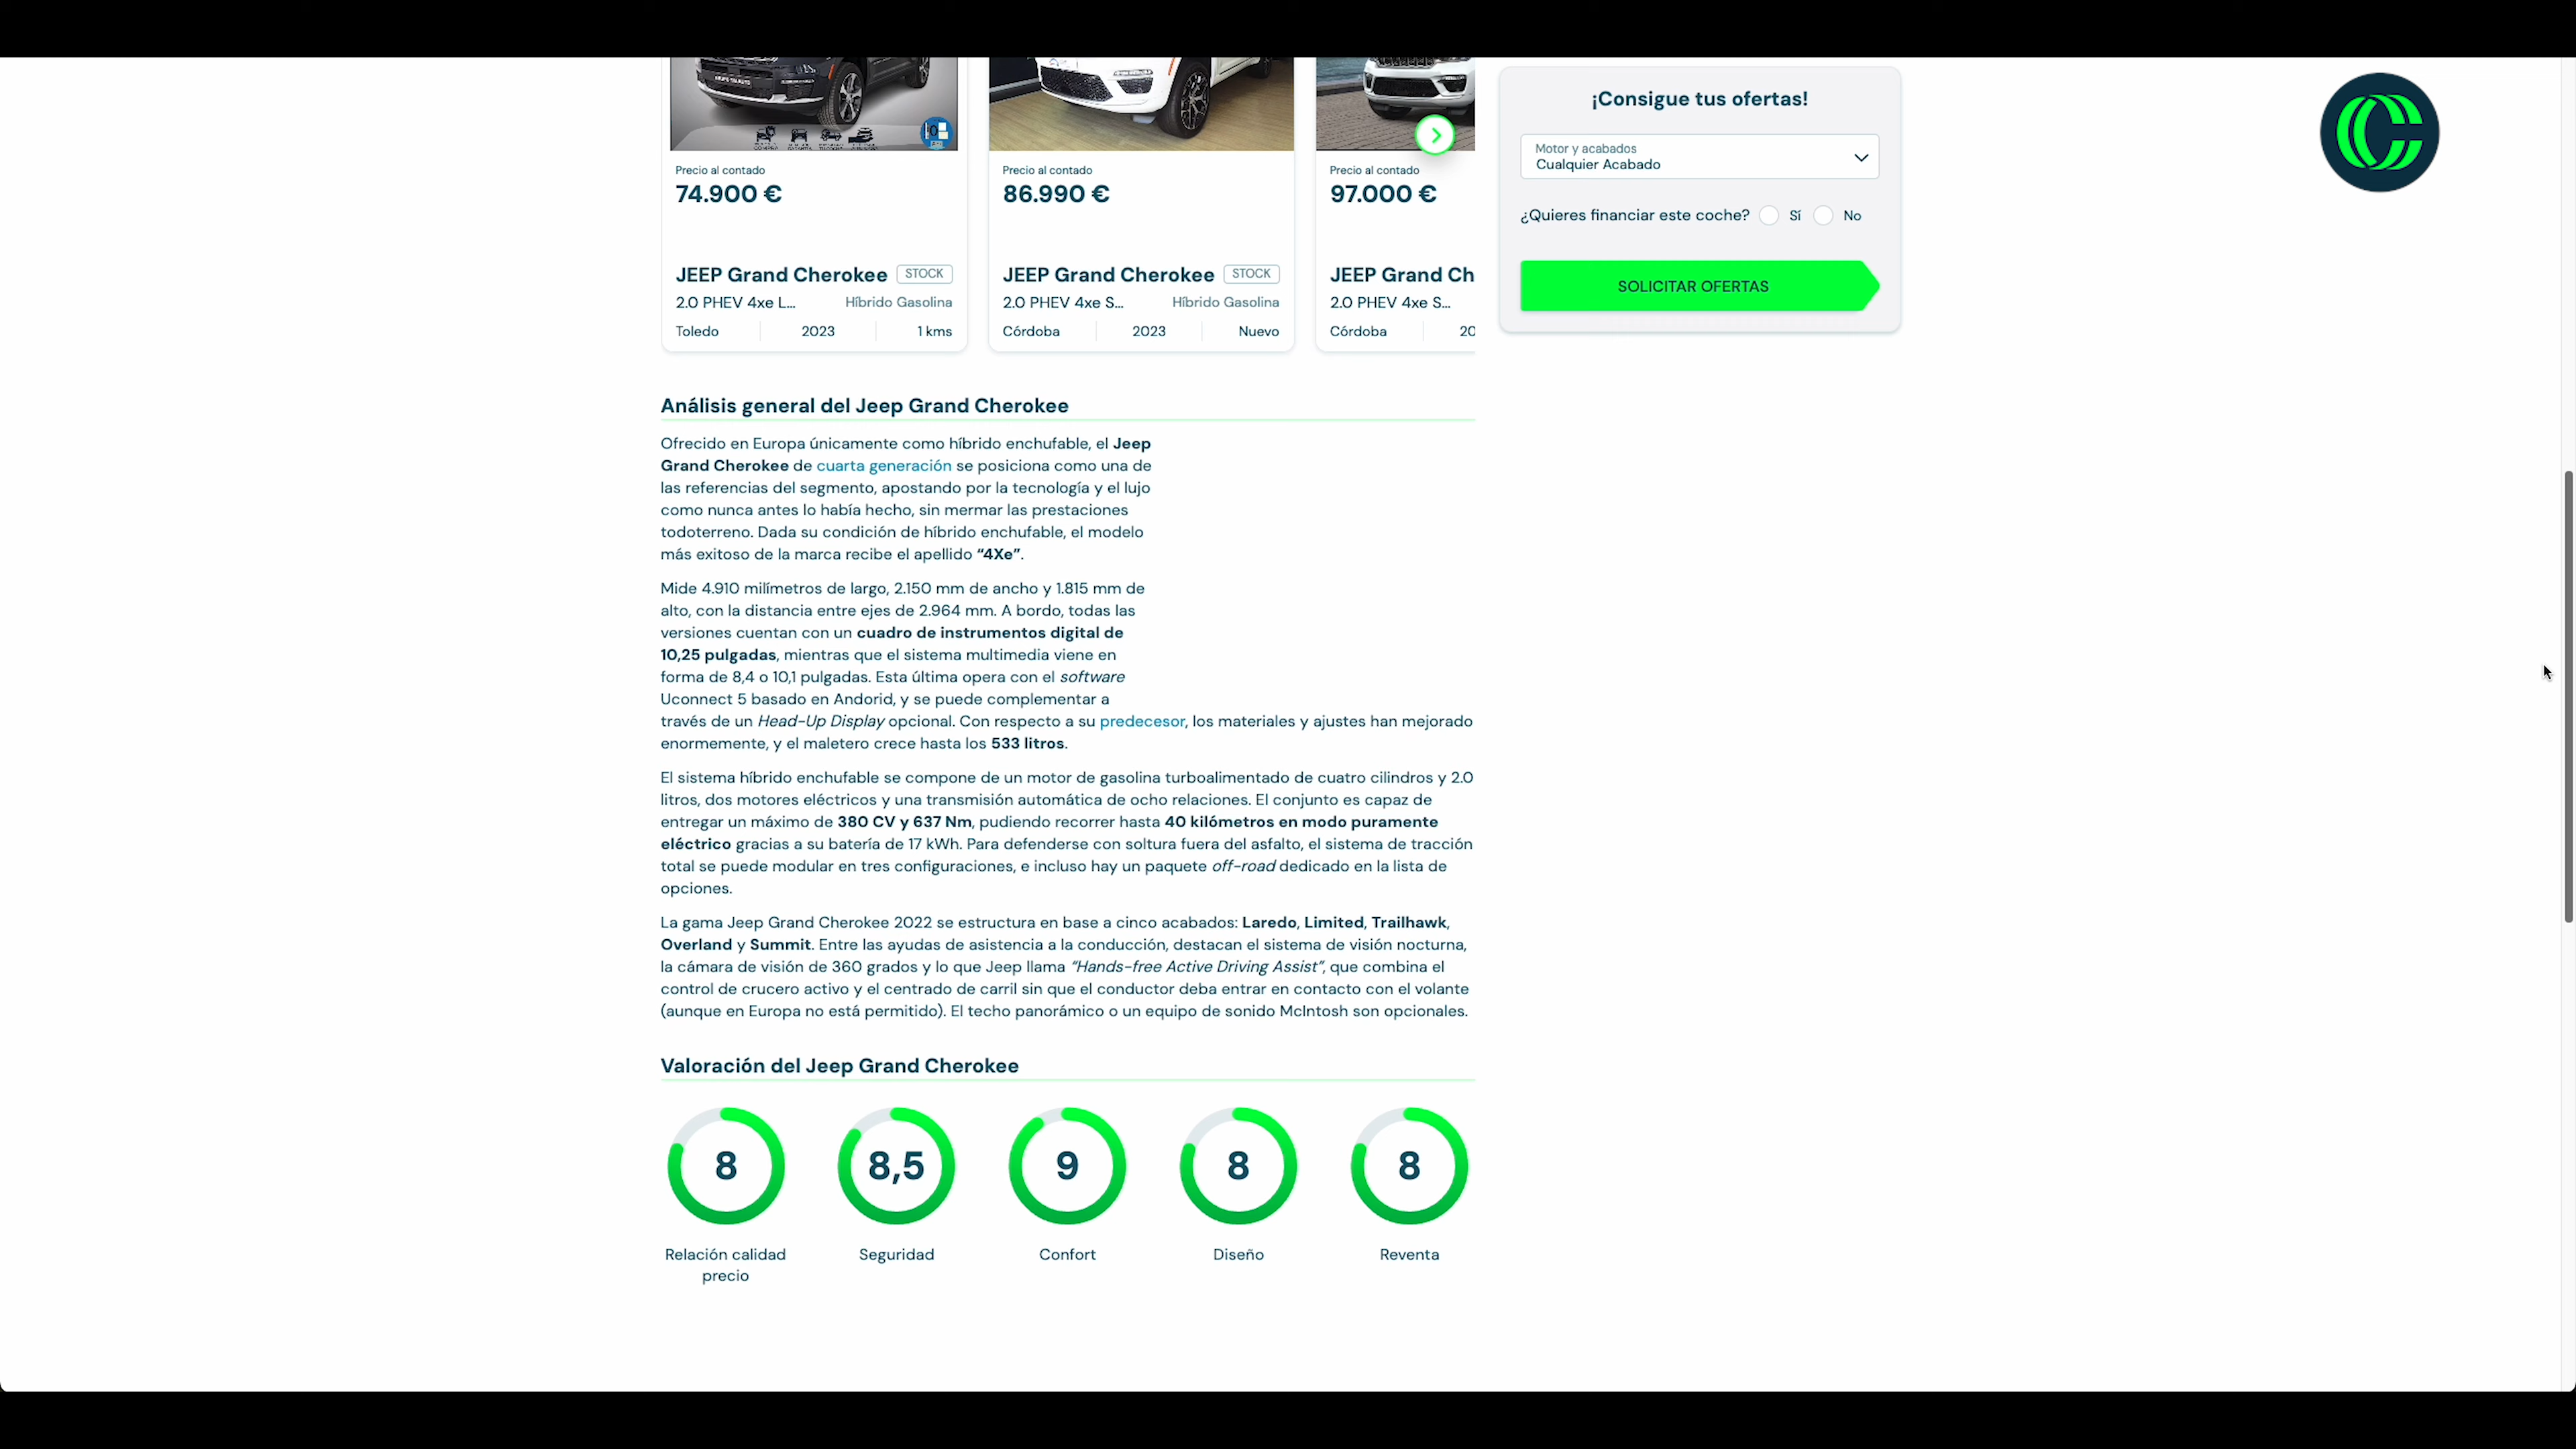 Precio al contado
74.900 €
JEEP Grand Cherokee STOCK
2.0 PHEV 4xe L... Híbrido Gasolina
Toledo 2023 1 kms
Precio al contado
86.990 €
JEEP Grand Cherokee STOCK
2.0 PHEV 4xe S... Híbrido Gasolina
Córdoba 2023 Nuevo
Precio al contado
97.000 €
JEEP Grand Ch
2.0 PHEV 4xe S...
Córdoba 20
¡Consigue tus ofertas!
Motor y acabados
Cualquier Acabado
¿Quieres financiar este coche? Sí No
SOLICITAR OFERTAS
Análisis general del Jeep Grand Cherokee
Ofrecido en Europa únicamente como híbrido enchufable, el Jeep
Grand Cherokee de cuarta generación se posiciona como una de
las referencias del segmento, apostando por la tecnología y el lujo
como nunca antes lo había hecho, sin mermar las prestaciones
todoterreno. Dada su condición de híbrido enchufable, el modelo
más exitoso de la marca recibe el apellido “4Xe”.
Mide 4.910 milímetros de largo, 2.150 mm de ancho y 1.815 mm de
alto, con la distancia entre ejes de 2.964 mm. A bordo, todas las
versiones cuentan con un cuadro de instrumentos digital de
10,25 pulgadas, mientras que el sistema multimedia viene en
forma de 8,4 o 10,1 pulgadas. Esta última opera con el software
Uconnect 5 basado en Andorid, y se puede complementar a
través de un Head-Up Display opcional. Con respecto a su predecesor, los materiales y ajustes han mejorado
enormemente, y el maletero crece hasta los 533 litros.
El sistema híbrido enchufable se compone de un motor de gasolina turboalimentado de cuatro cilindros y 2.0
litros, dos motores eléctricos y una transmisión automática de ocho relaciones. El conjunto es capaz de
entregar un máximo de 380 CV y 637 Nm, pudiendo recorrer hasta 40 kilómetros en modo puramente
eléctrico gracias a su batería de 17 kWh. Para defenderse con soltura fuera del asfalto, el sistema de tracción
total se puede modular en tres configuraciones, e incluso hay un paquete off-road dedicado en la lista de
opciones.
La gama Jeep Grand Cherokee 2022 se estructura en base a cinco acabados: Laredo, Limited, Trailhawk,
Overland y Summit. Entre las ayudas de asistencia a la conducción, destacan el sistema de visión nocturna,
la cámara de visión de 360 grados y lo que Jeep llama “Hands-free Active Driving Assist”, que combina el
control de crucero activo y el centrado de carril sin que el conductor deba entrar en contacto con el volante
(aunque en Europa no está permitido). El techo panorámico o un equipo de sonido McIntosh son opcionales.
Valoración del Jeep Grand Cherokee
8
8,5
9
8
8
Relación calidad
precio
Seguridad
Confort
Diseño
Reventa